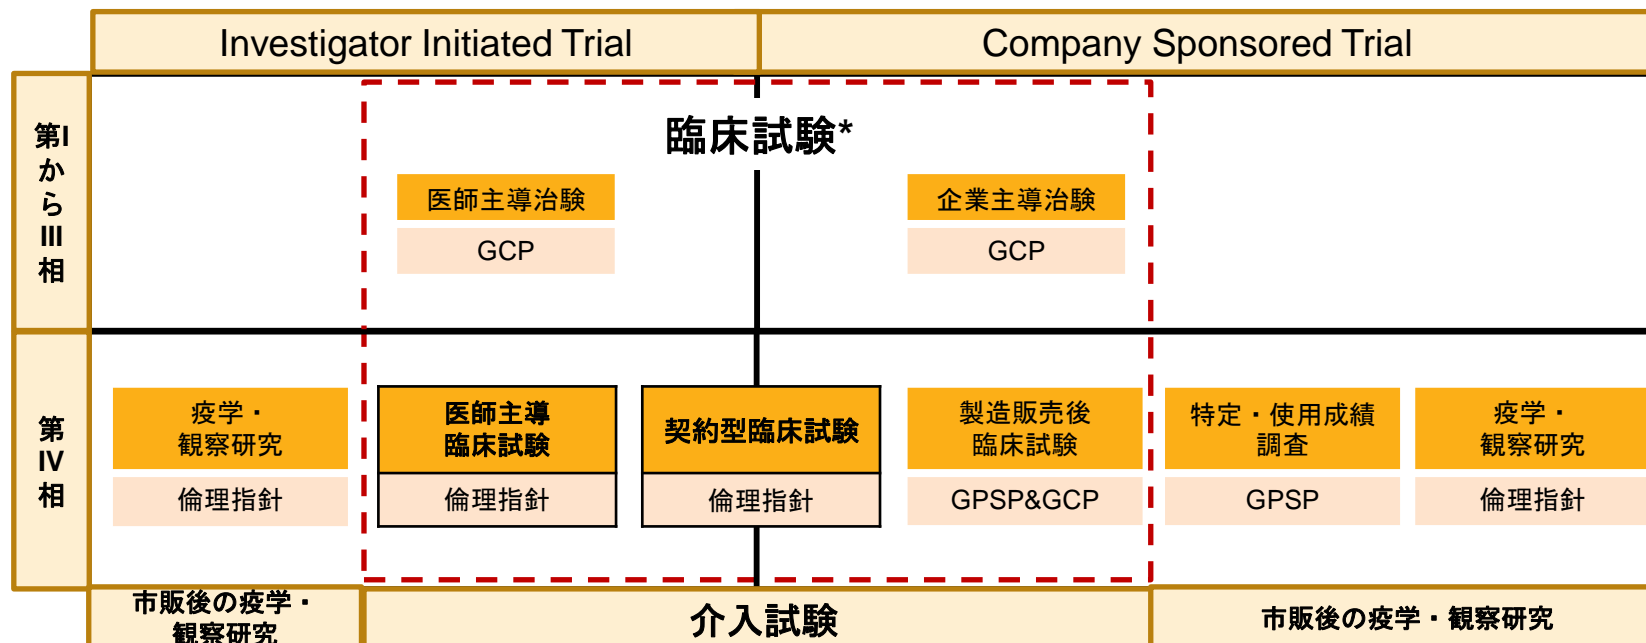 Investigator Initiated Trial
Company Sponsored Trial
第I
か
ら
III
相
臨床試験*
医師主導治験
GCP
企業主導治験
GCP
第
IV
相
疫学・
観察研究
倫理指針
医師主導
臨床試験
倫理指針
契約型臨床試験
倫理指針
製造販売後
臨床試験
GPSP&GCP
特定・使用成績
調査
GPSP
疫学・
観察研究
倫理指針
市販後の疫学・
観察研究
介入試験
市販後の疫学・観察研究